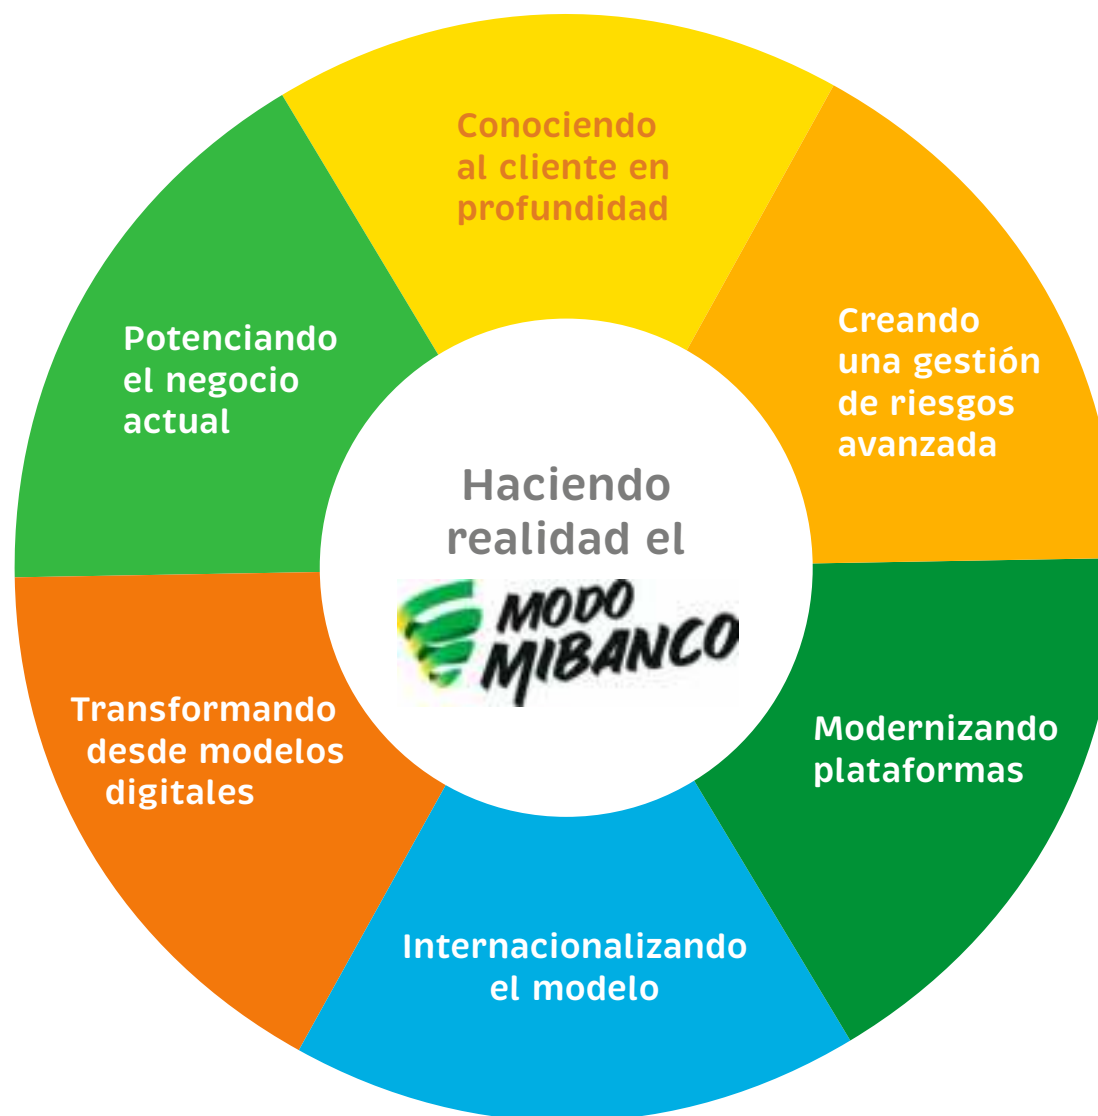 Conociendo
al cliente en
profundidad
Creando
una gestión
de riesgos
avanzada
Modernizando
plataformas
Internacionalizando
el modelo
Transformando
desde modelos
digitales
Potenciando
el negocio
actual
Haciendo
realidad el
MODO
MIBANCO